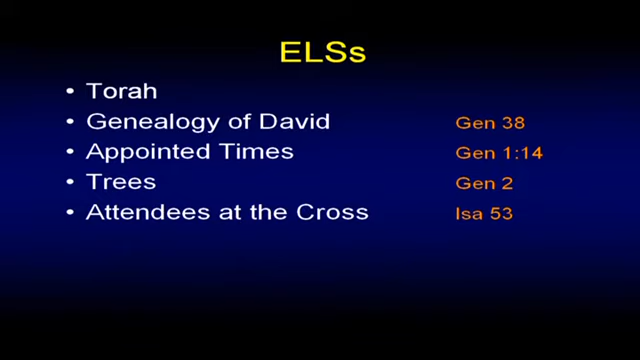 ELSs
• Torah
• Genealogy of David Gen 38
• Appointed Times Gen 1:14
• Trees Gen 2
• Attendees at the Cross Isa 53